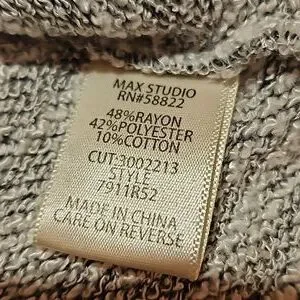 MAX STUDIO
RN#58822
48%RAYON
42%POLYESTER
10%COTTON
CUT:3002213
STYLE
7911R52
MADE IN CHINA
CARE ON REVERSE